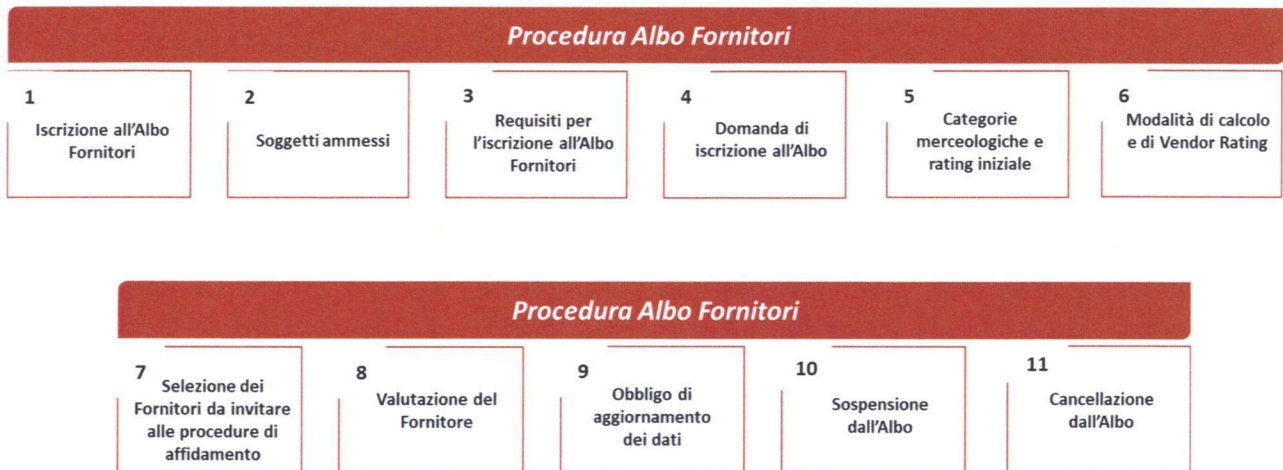 Procedura Albo Fornitori
1
Iscrizione all'Albo
Fornitori
2
Soggetti ammessi
3
Requisiti per
l'iscrizione all'Albo
Fornitori
4
Domanda di
iscrizione all'Albo
5
Categorie
merceologiche e
rating iniziale
6
Modalità di calcolo
e di Vendor Rating
Procedura Albo Fornitori
7
Selezione dei
Fornitori da invitare
alle procedure di
affidamento
8
Valutazione del
Fornitore
9
Obbligo di
aggiornamento
dei dati
10
Sospensione
dall'Albo
11
Cancellazione
dall'Albo